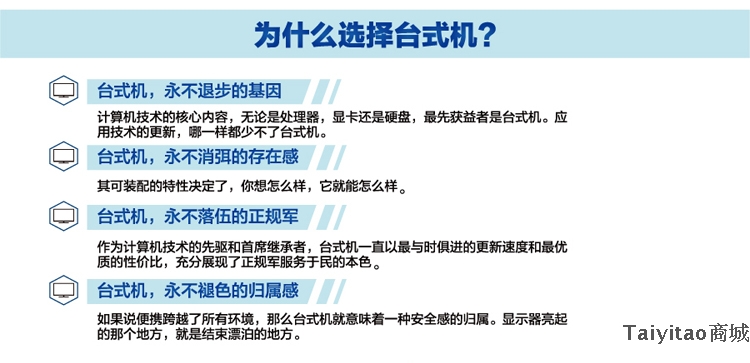 为什么选择台式机?
台式机，永不退步的基因
计算机技术的核心内容，无论是处理器，显卡还是硬盘，最先获益者是台式机。应
用技术的更新，哪一样都少不了台式机。
台式机，永不消弭的存在感
其可装配的特性决定了，你想怎么样，它就能怎么样。
台式机，永不落伍的正规军
作为计算机技术的先驱和首席继承者，台式机一直以最与时俱进的更新速度和最优
质的性价比，充分展现了正规军服务于民的本色。
台式机，永不褪色的归属感
如果说便携跨越了所有环境，那么台式机就意味着一种安全感的归属。显示器亮起
的那个地方，就是结束漂泊的地方。
Taiyitao商城